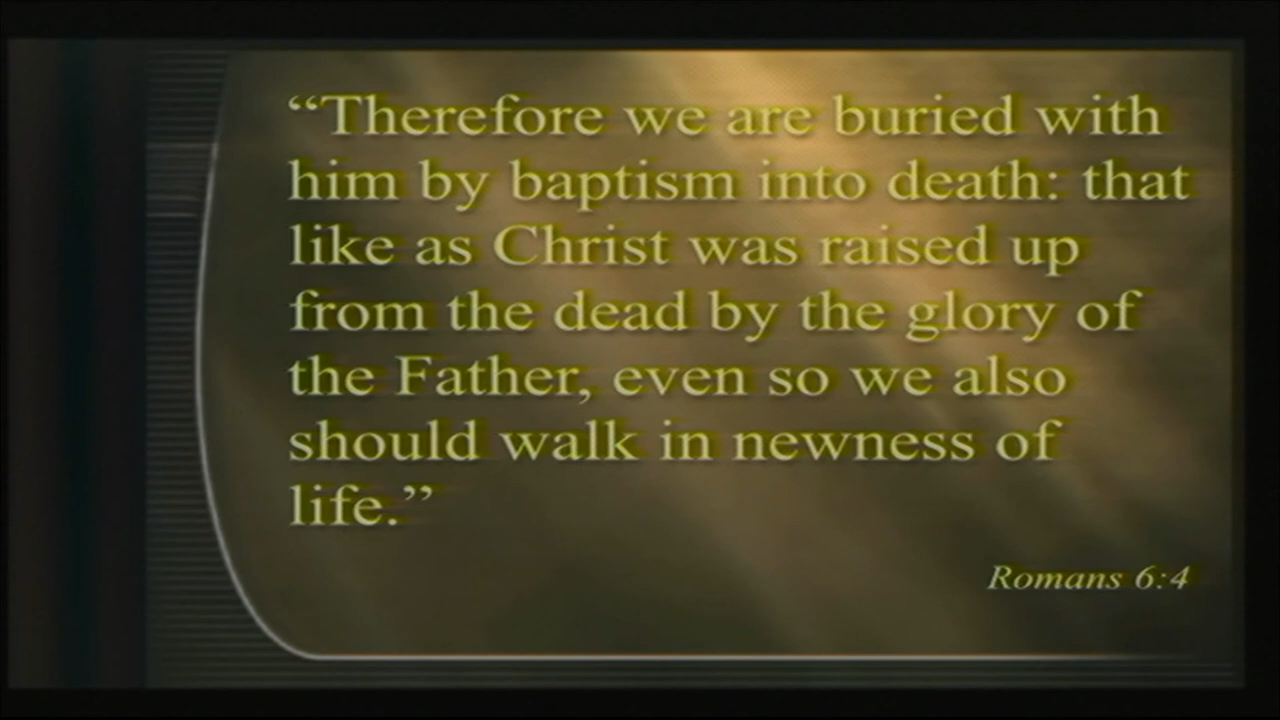 “Therefore we are buried with
him by baptism into death: that
like as Christ was raised up
from the dead by the glory of
the Father, even so we also
should walk in newness of
life.”
Romans 6:4